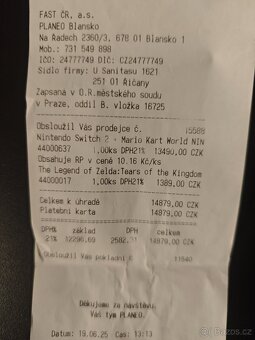 FAST ČR, a.s.
PLANEO Blansko
Na Řadech 2360/3, 678 01 Blansko 1
Mob.: 731 549 898
IČO: 24777749 DIČ: CZ24777749
Sídlo firmy: U Sanitasu 1621
251 01 Říčany
Zapsaná v O.R.městského soudu
v Praze, oddíl B. vložka 16725
Obsloužil Vás prodejce č. 15588
Nintendo Switch 2 - Mario Kart World NIN
44000637 1,00ks DPH21% 13490,00 CZK
Obsahuje RP v ceně 10.16 Kč/ks
The Legend of Zelda:Tears of the Kingdom
44000017 1,00ks DPH21% 1389,00 CZK
Celkem k úhradě 14879,00 CZK
Platební karta 14879,00 CZK
DPH% základ DPH celkem
21% 12296,69 2582,31 14879,00 CZK
Obsloužil Vás pokladní č. 11640
Děkujeme za návštěvu.
Váš tým PLANEO.
Datum: 19.06.25 Čas: 13:13
bazoš.cz